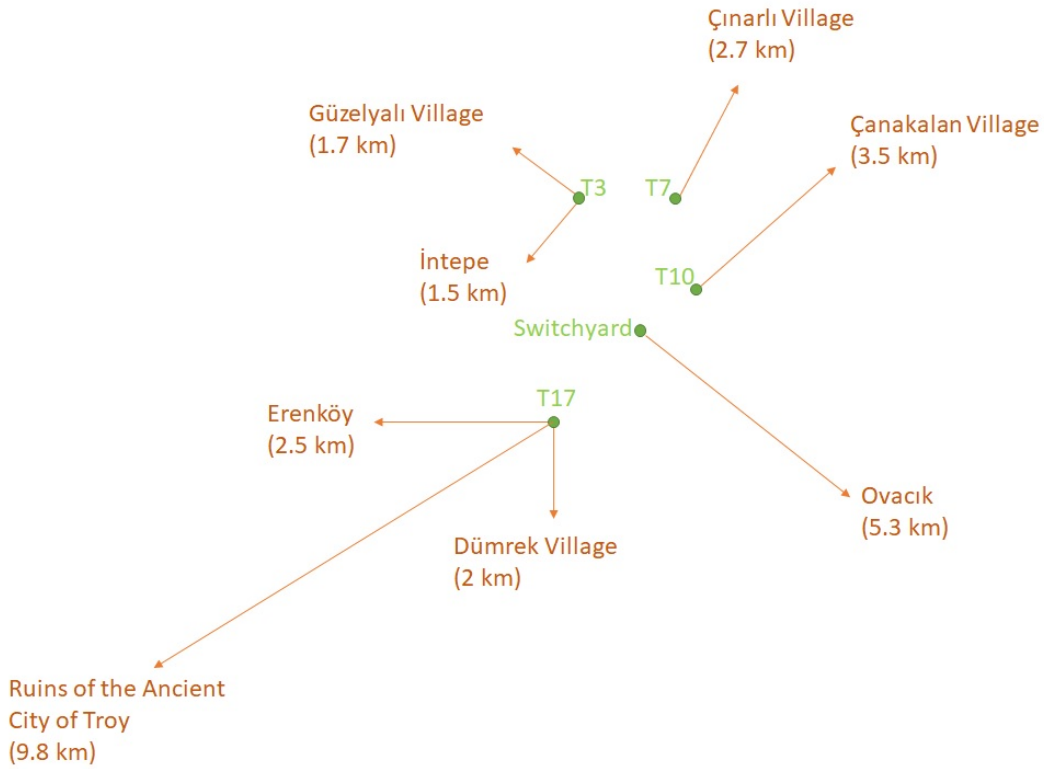 Çınarlı Village
(2.7 km)
Güzelyalı Village
(1.7 km)
Çanakalan Village
(3.5 km)
T3
T7
İntepe
(1.5 km)
T10
Switchyard
T17
Erenköy
(2.5 km)
Ovacık
(5.3 km)
Dümrek Village
(2 km)
Ruins of the Ancient
City of Troy
(9.8 km)